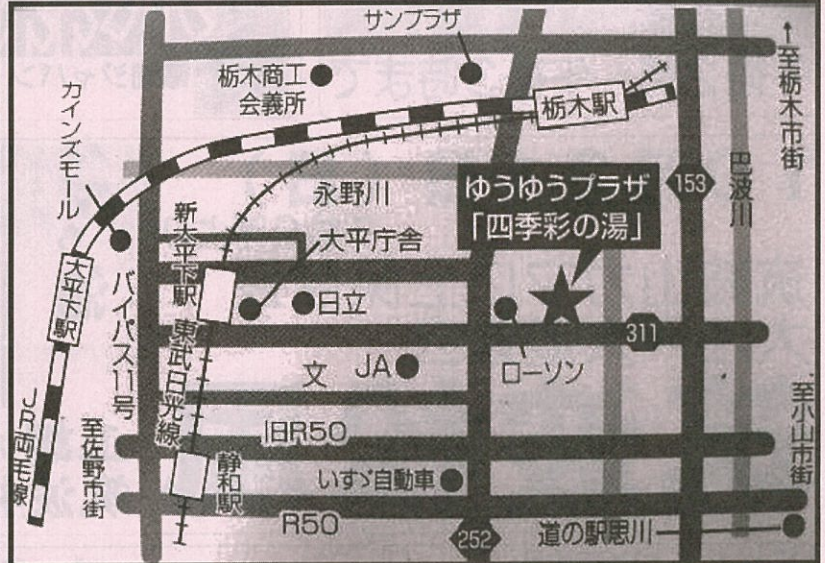 サンプラザ
栃木商工
会議所
カインズモール
栃木駅
至栃木市街
巴波川
153
ゆうゆうプラザ
「四季彩の湯」
永野川
新大平下駅
大平庁舎
大平下駅
バイパス11号
日立
東武日光線
311
ローソン
文
JA
JR両毛線
至佐野市街
旧R50
静和駅
いすゞ自動車
至小山市街
R50
252
道の駅思川